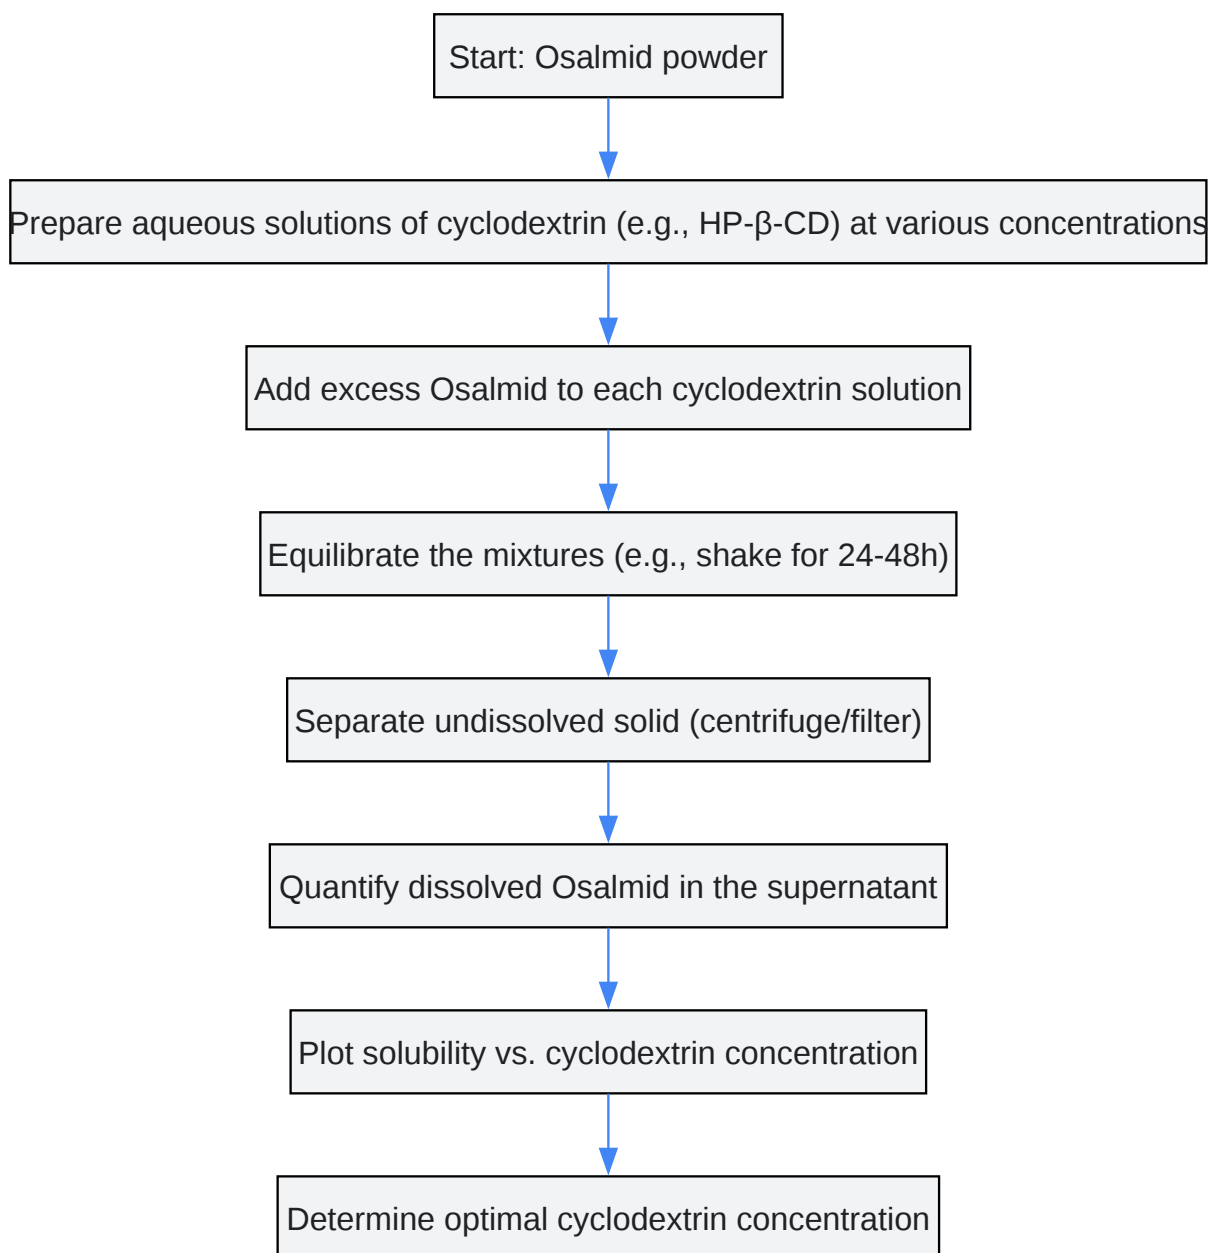 Start: Osalmid powder
Prepare aqueous solutions of cyclodextrin (e.g., HP-β-CD) at various concentrations
Add excess Osalmid to each cyclodextrin solution
Equilibrate the mixtures (e.g., shake for 24-48h)
Separate undissolved solid (centrifuge/filter)
Quantify dissolved Osalmid in the supernatant
Plot solubility vs. cyclodextrin concentration
Determine optimal cyclodextrin concentration